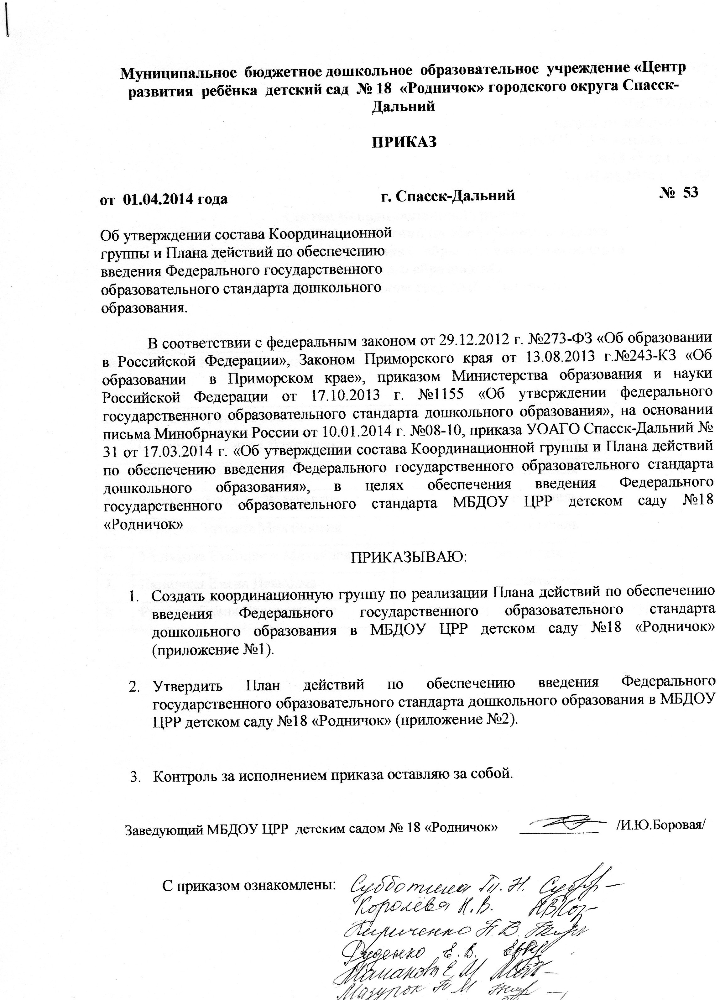 Муниципальное бюджетное дошкольное образовательное учреждение «Центр
развития ребёнка детский сад № 18 «Родничок» городского округа Спасск-
Дальний
ПРИКАЗ
от 01.04.2014 года г. Спасск-Дальний № 53
Об утверждении состава Координационной
группы и Плана действий по обеспечению
введения Федерального государственного
образовательного стандарта дошкольного
образования.
В соответствии с федеральным законом от 29.12.2012 г. №273-ФЗ «Об образовании
в Российской Федерации», Законом Приморского края от 13.08.2013 г.№243-КЗ «Об
образовании в Приморском крае», приказом Министерства образования и науки
Российской Федерации от 17.10.2013 г. №1155 «Об утверждении федерального
государственного образовательного стандарта дошкольного образования», на основании
письма Минобрнауки России от 10.01.2014 г. №08-10, приказа УОАГО Спасск-Дальний №
31 от 17.03.2014 г. «Об утверждении состава Координационной группы и Плана действий
по обеспечению введения Федерального государственного образовательного стандарта
дошкольного образования», в целях обеспечения введения Федерального
государственного образовательного стандарта МБДОУ ЦРР детском саду №18
«Родничок»
ПРИКАЗЫВАЮ:
1. Создать координационную группу по реализации Плана действий по обеспечению
введения Федерального государственного образовательного стандарта
дошкольного образования в МБДОУ ЦРР детском саду №18 «Родничок»
(приложение №1).
2. Утвердить План действий по обеспечению введения Федерального
государственного образовательного стандарта дошкольного образования в МБДОУ
ЦРР детском саду №18 «Родничок» (приложение №2).
3. Контроль за исполнением приказа оставляю за собой.
Заведующий МБДОУ ЦРР детским садом № 18 «Родничок» /И.Ю.Боровая/
С приказом ознакомлены: Субботина Т. Н.
Королёва Н. В.
Кириченко
Руденко Е. В.
Маланова Е. М
Мазурок Т М